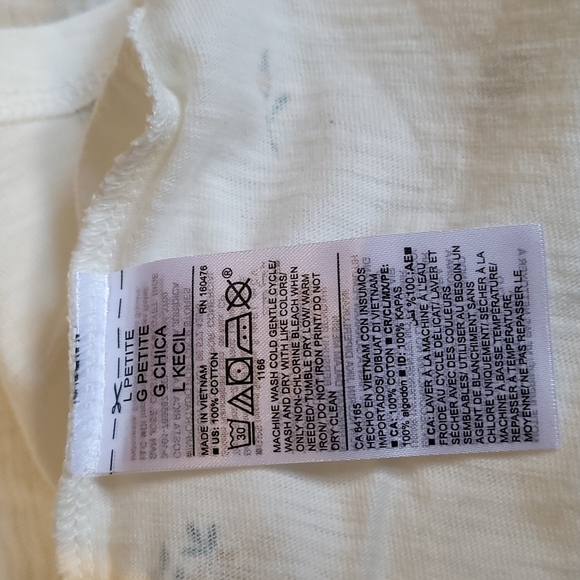 L PETITE
G PETITE
G CHICA
L KECIL
MADE IN VIETNAM RN 160476
■ US: 100% COTTON
30
®
1166
MACHINE WASH COLD GENTLE CYCLE/
WASH AND DRY WITH LIKE COLORS/
ONLY NON-CHLORINE BLEACH WHEN
NEEDED/TUMBLE DRY LOW/ WARM
IRON/ DO NOT IRON PRINT/ DO NOT
DRY CLEAN
CA 64165
HECHO EN VIETNAM CON INSUMOS
IMPORTADOS/ DIBUAT DI VIETNAM
■ CA: 100% COTON ■ CR/CL/MX/PE:
100% algodón ■ ID: 100% KAPAS
■ CA: LAVER À LA MACHINE À L'EAU
FROIDE AU CYCLE DÉLICAT/ LAVER ET
SÉCHER AVEC DES COULEURS
SEMBLABLES/ UTILISER AU BESOIN UN
AGENT DE BLANCHIMENT SANS
CHLORE UNIQUEMENT/ SÉCHER À LA
MACHINE À BASSE TEMPÉRATURE/
REPASSER À TEMPÉRATURE
MOYENNE/ NE PAS REPASSER